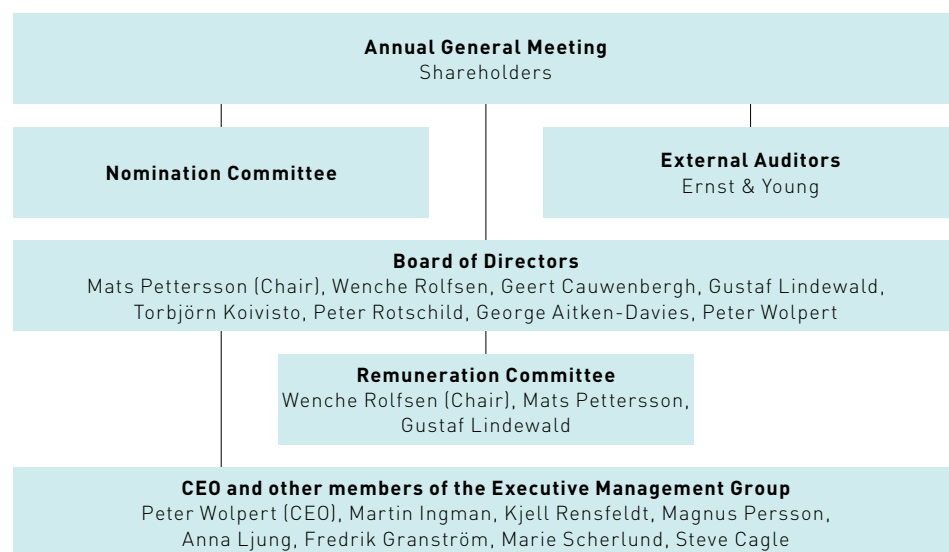 Annual General Meeting
Shareholders
Nomination Committee
External Auditors
Ernst & Young
Board of Directors
Mats Pettersson (Chair), Wenche Rolfsen, Geert Cauwenbergh, Gustaf Lindewald,
Torbjörn Koivisto, Peter Rotschild, George Aitken-Davies, Peter Wolpert
Remuneration Committee
Wenche Rolfsen (Chair), Mats Pettersson,
Gustaf Lindewald
CEO and other members of the Executive Management Group
Peter Wolpert (CEO), Martin Ingman, Kjell Rensfeldt, Magnus Persson,
Anna Ljung, Fredrik Granström, Marie Scherlund, Steve Cagle